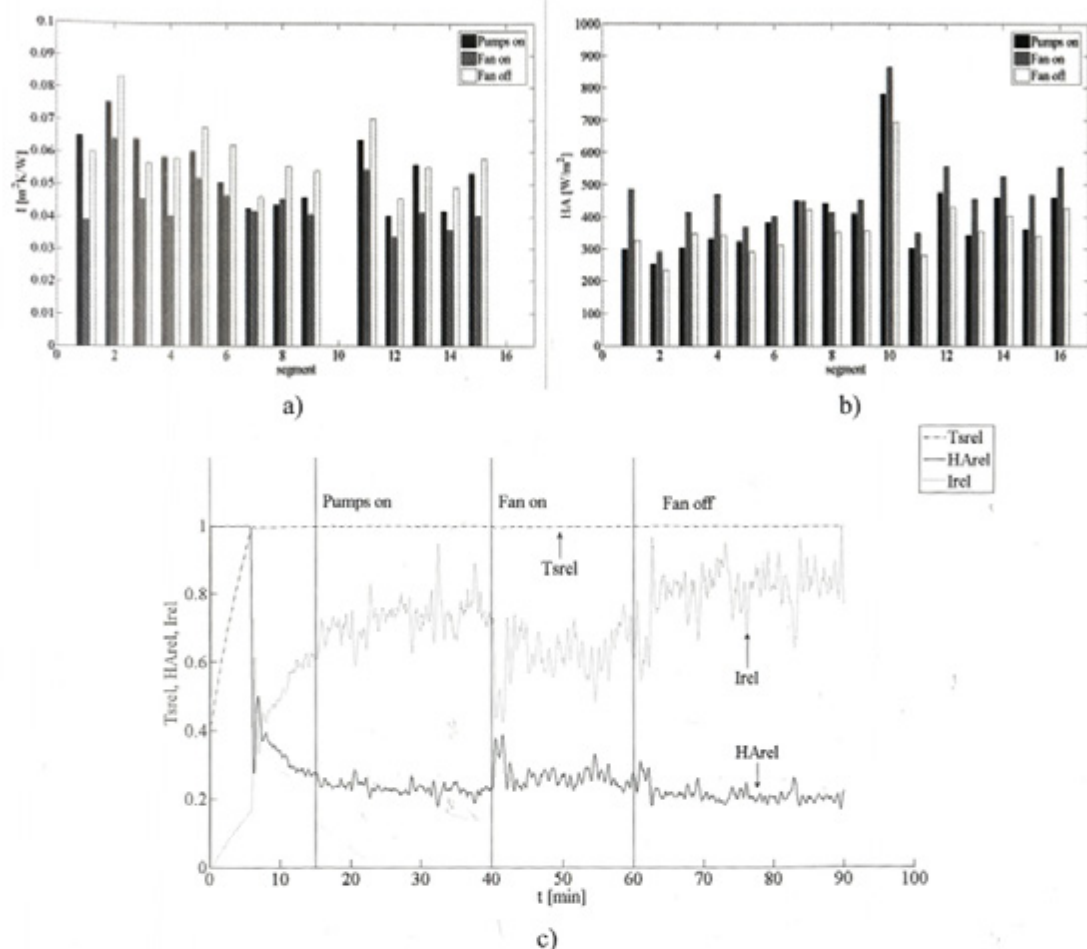 0.1
0.09
0.08
0.07
0.06
0.05
0.04
0.03
0.02
0.01
0
I [m²K/W]
Pumps on
Fan on
Fan off
0 2 4 6 8 10 12 14 16
segment
a)
1000
900
800
700
600
500
400
300
200
100
0
HA [W/m²]
Pumps on
Fan on
Fan off
0 2 4 6 8 10 12 14 16
segment
b)
Tsrel
HArel
Irel
Pumps on Fan on Fan off
1
0.8
0.6
0.4
0.2
0
Tsrel, HArel, Irel
Tsrel
Irel
HArel
0 10 20 30 40 50 60 70 80 90 100
t [min]
c)